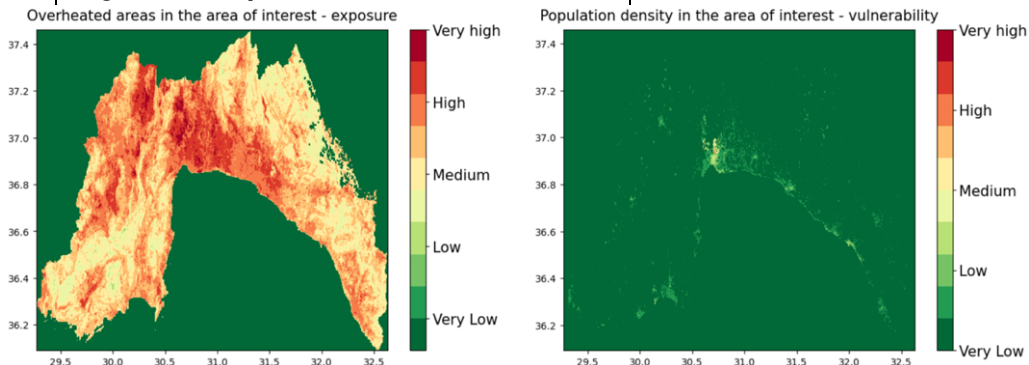 Overheated areas in the area of interest - exposure
37.4
37.2
37.0
36.8
36.6
36.4
36.2
29.5 30.0 30.5 31.0 31.5 32.0 32.5
Very high
High
Medium
Low
Very Low
Population density in the area of interest - vulnerability
37.4
37.2
37.0
36.8
36.6
36.4
36.2
29.5 30.0 30.5 31.0 31.5 32.0 32.5
Very high
High
Medium
Low
Very Low